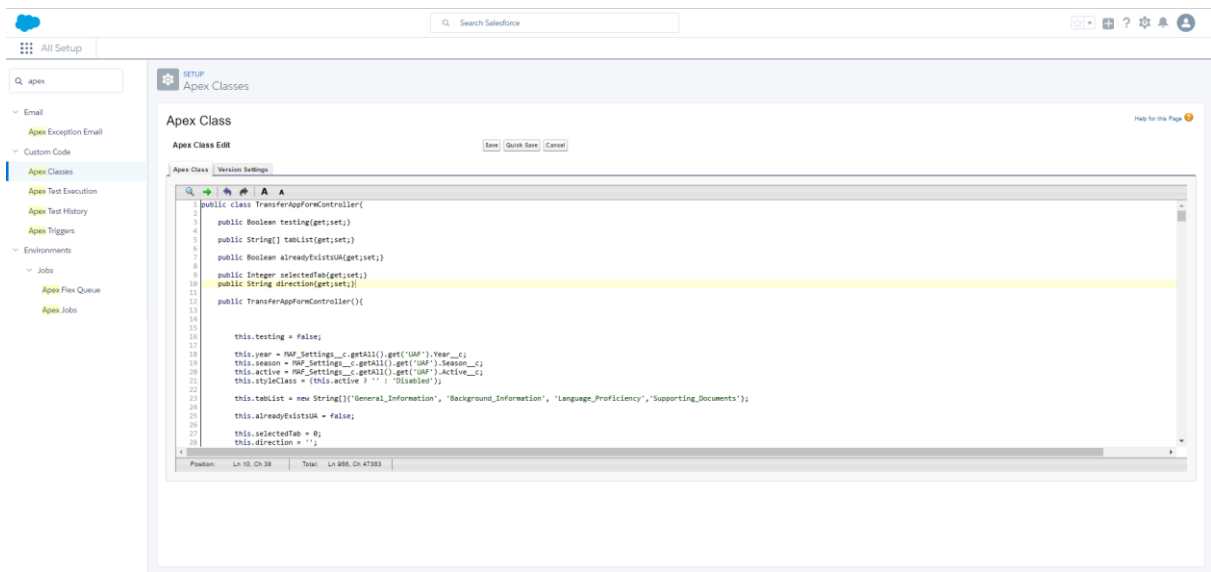 Search Salesforce
All Setup
apex
Email
Apex Exception Email
Custom Code
Apex Classes
Apex Test Execution
Apex Test History
Apex Triggers
Environments
Jobs
Apex Flex Queue
Apex Jobs
SETUP
Apex Classes
Apex Class
Help for this Page
Apex Class Edit
Save Quick Save Cancel
Apex Class Version Settings
A A
1 public class TransferAppFormController{
2
3 public Boolean testing{get;set;}
4
5 public String[] tabList{get;set;}
6
7 public Boolean alreadyExistsUA{get;set;}
8
9 public Integer selectedTab{get;set;}
10 public String direction{get;set;}
11
12 public TransferAppFormController(){
13
14
15
16 this.testing = false;
17
18 this.year = MAF_Settings__c.getAll().get('UAF').Year__c;
19 this.season = MAF_Settings__c.getAll().get('UAF').Season__c;
20 this.active = MAF_Settings__c.getAll().get('UAF').Active__c;
21 this.styleClass = (this.active ? '' : 'Disabled');
22
23 this.tabList = new String[]{'General_Information', 'Background_Information', 'Language_Proficiency','Supporting_Documents'};
24
25 this.alreadyExistsUA = false;
26
27 this.selectedTab = 0;
28 this.direction = '';
Position: Ln 10, Ch 38 Total: Ln 966, Ch 47363